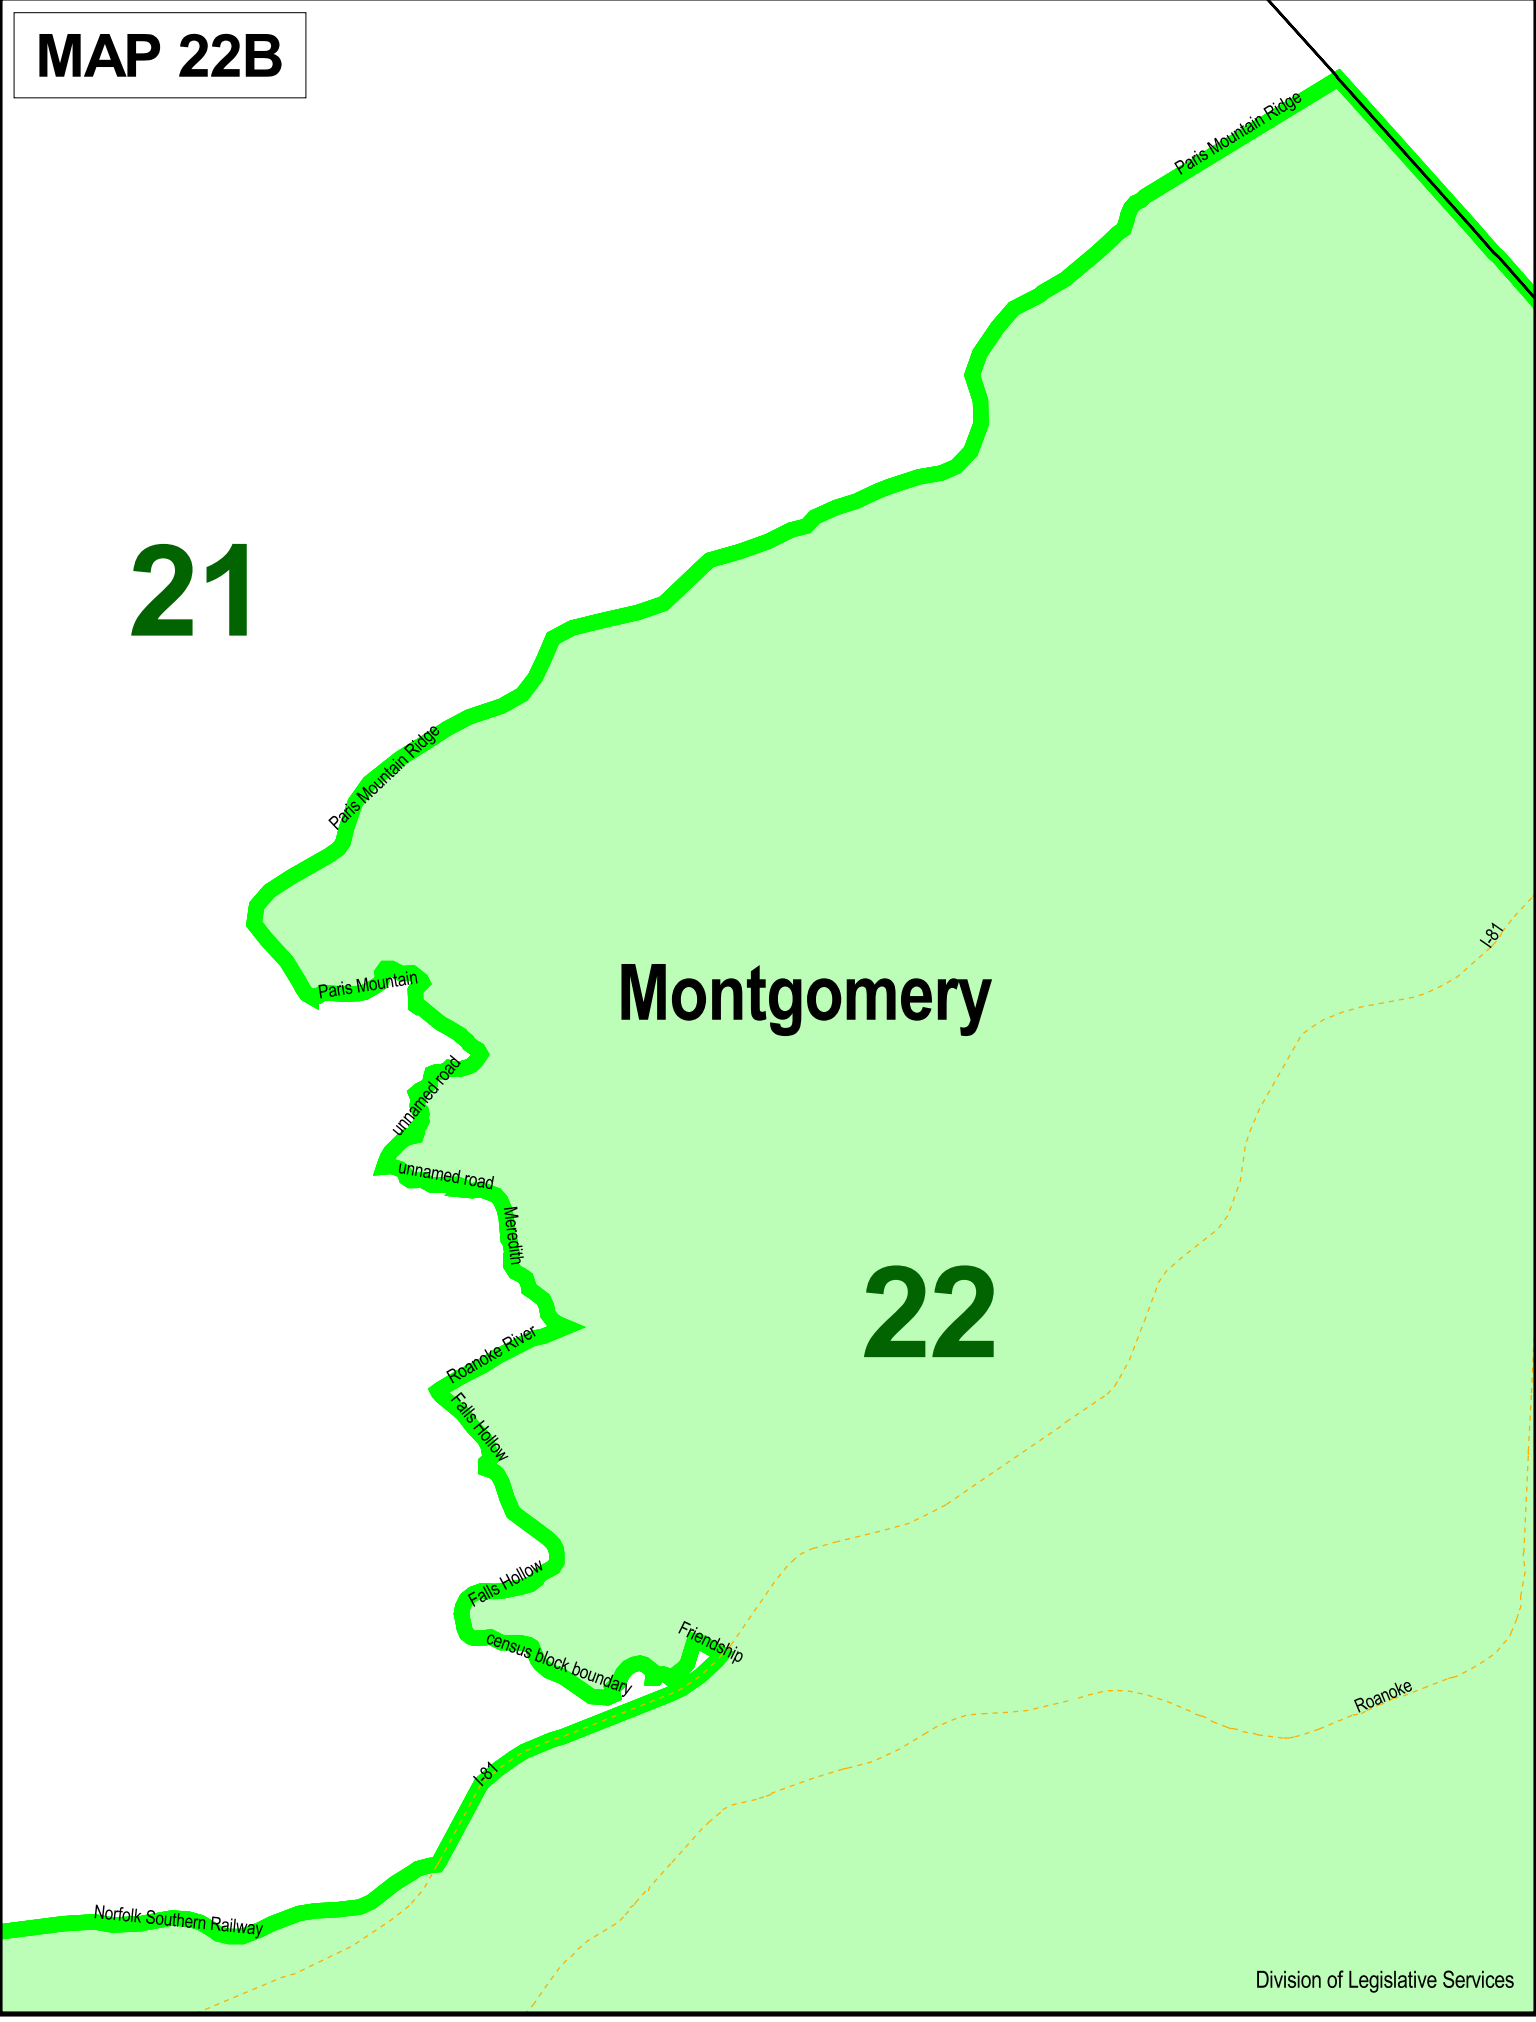 MAP 22B
Paris Mountain Ridge
21
Paris Mountain Ridge
I-81
Paris Mountain
Montgomery
unnamed road
unnamed road
Meredith
22
Roanoke River
Falls Hollow
Falls Hollow
Friendship
census block boundary
Roanoke
I-81
Norfolk Southern Railway
Division of Legislative Services